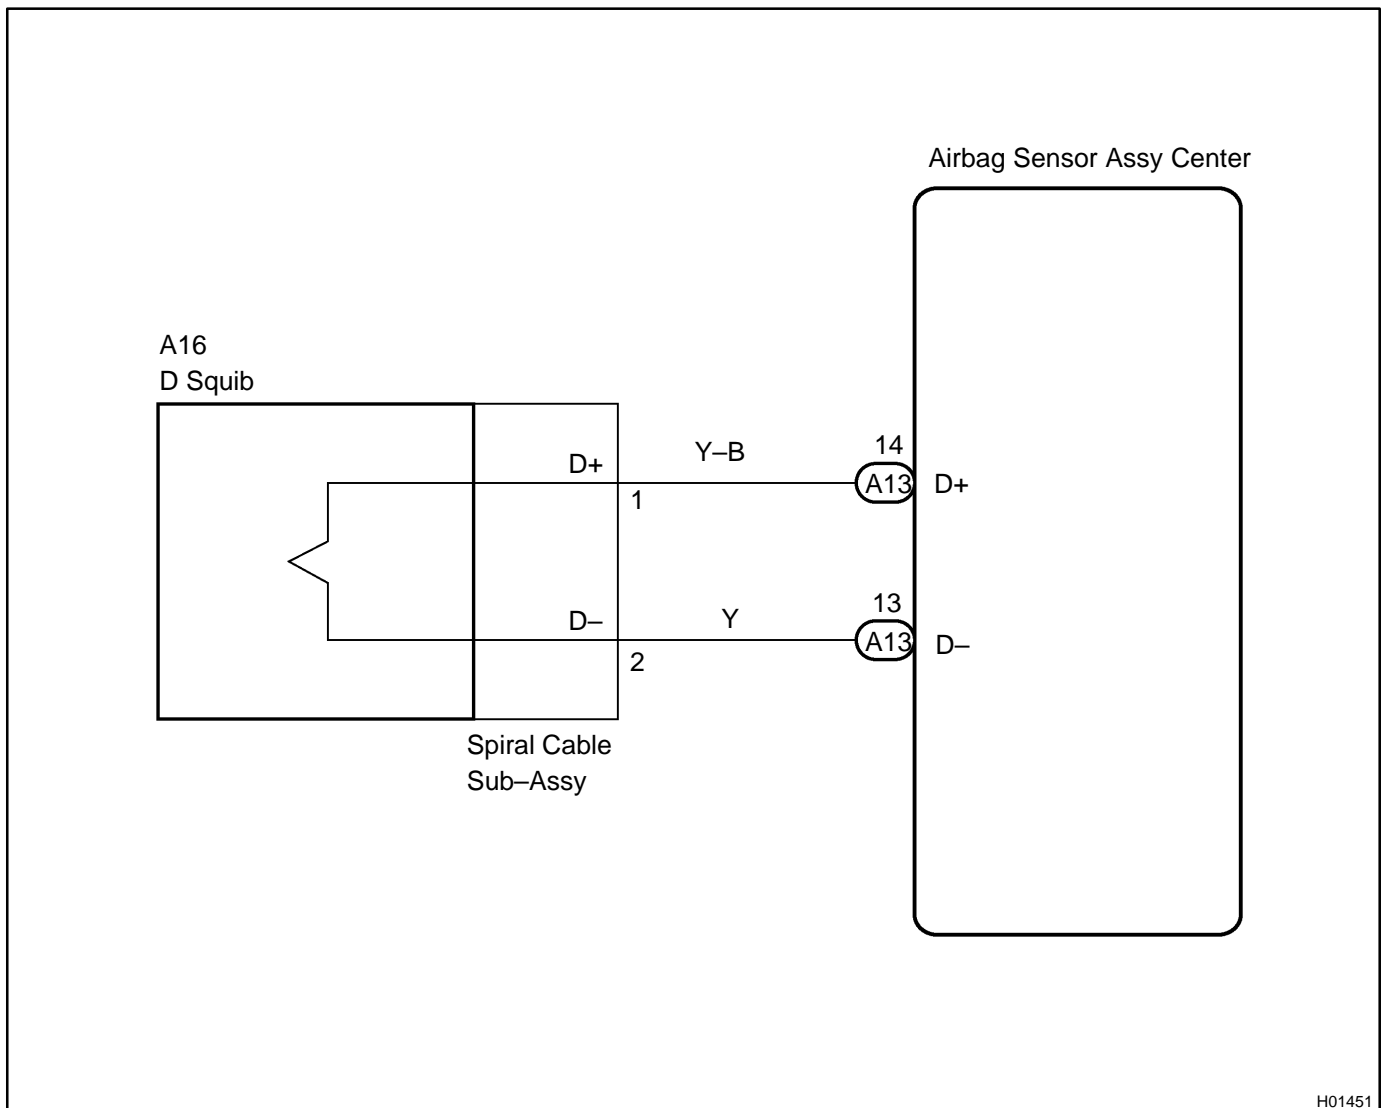 Airbag Sensor Assy Center
A16
D Squib
D+
Y–B
14
A13
D+
1
D–
Y
13
A13
D–
2
Spiral Cable
Sub–Assy
H01451